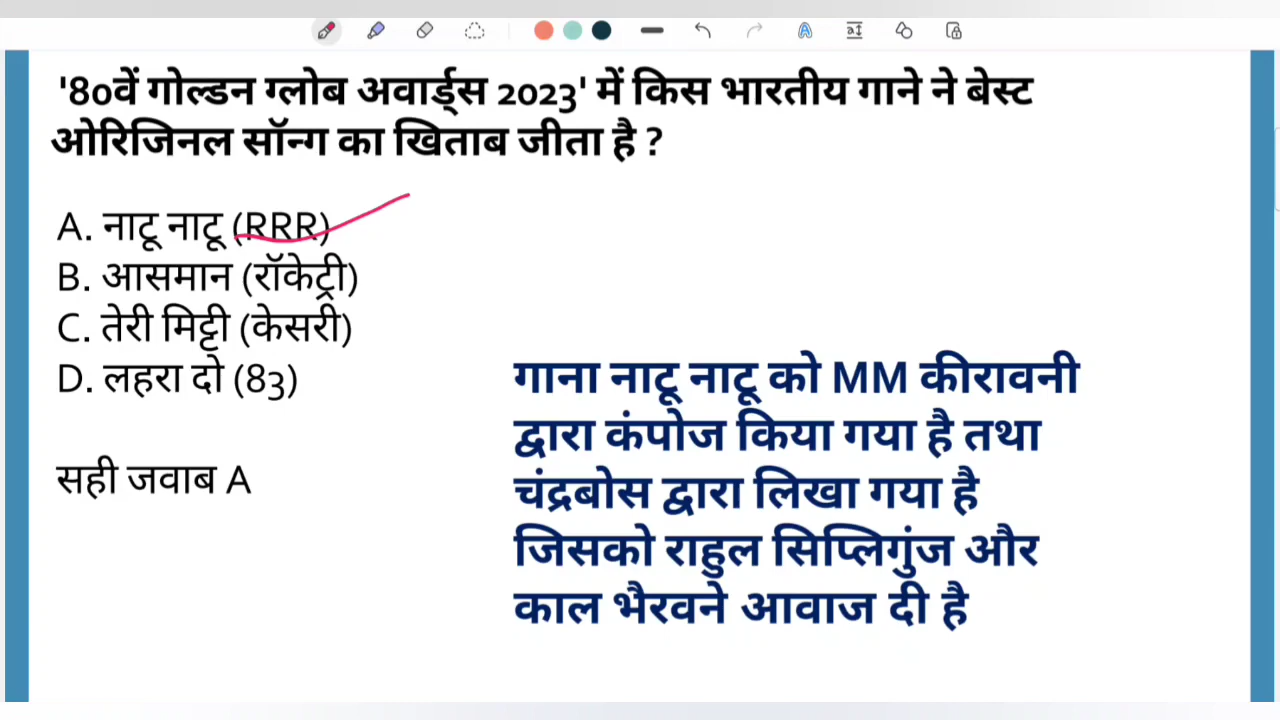 '80वें गोल्डन ग्लोब अवार्ड्स 2023' में किस भारतीय गाने ने बेस्ट
ओरिजिनल सॉन्ग का खिताब जीता है ?
A. नाटू नाटू (RRR)
B. आसमान (रॉकेट्री)
C. तेरी मिट्टी (केसरी)
D. लहरा दो (83)
सही जवाब A
गाना नाटू नाटू को MM कीरावनी
द्वारा कंपोज किया गया है तथा
चंद्रबोस द्वारा लिखा गया है
जिसको राहुल सिप्लिगुंज और
काल भैरवने आवाज दी है